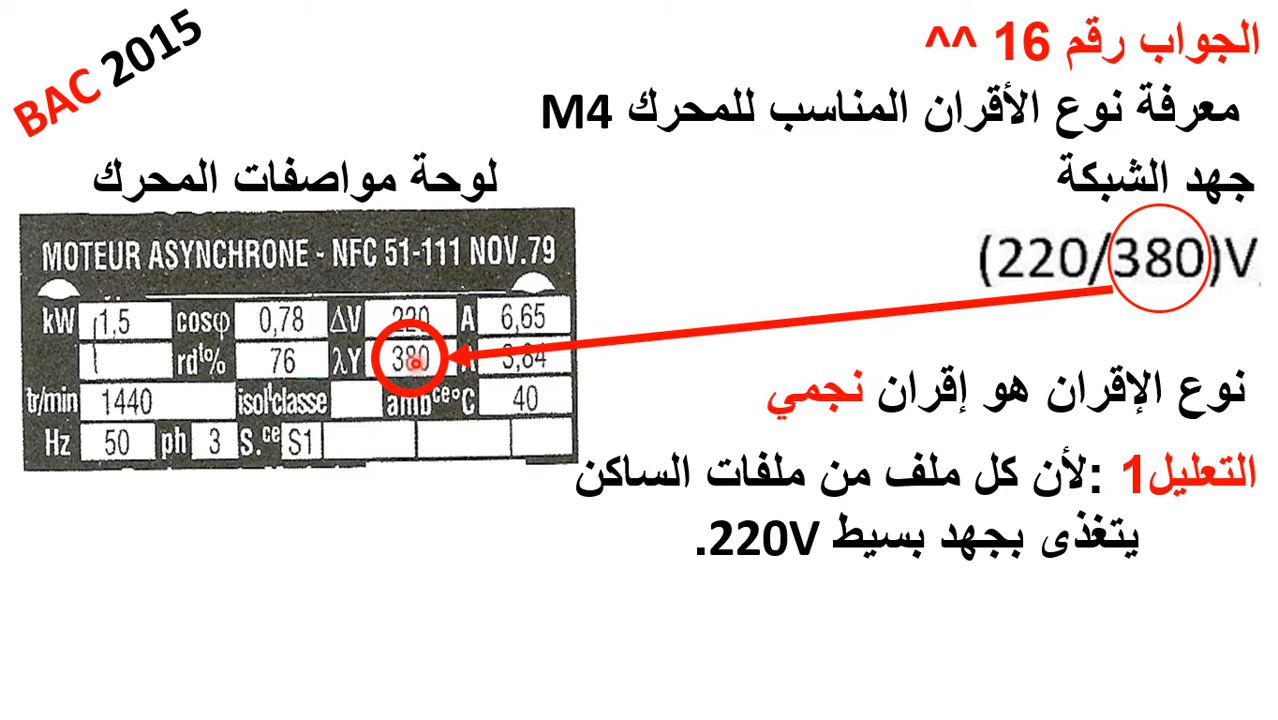 BAC 2015
الجواب رقم 16 ^^
معرفة نوع الأقران المناسب للمحرك M4
جهد الشبكة
(220/380)V
لوحة مواصفات المحرك
MOTEUR ASYNCHRONE - NFC 51-111 NOV.79
kW 1,5 cosφ 0,78 ΔV 220 A 6,65
rdt% 76 λY 380 A 3,84
tr/min 1440 isolt classe ambce°C 40
Hz 50 ph 3 S.ce S1
نوع الإقران هو إقران نجمي
التعليل1 :لأن كل ملف من ملفات الساكن
يتغذى بجهد بسيط 220V.